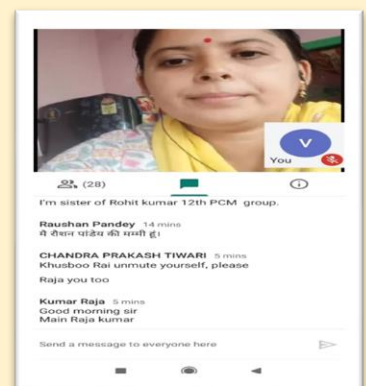 V
You
(28)
I'm sister of Rohit kumar 12th PCM group.
Raushan Pandey 14 mins
मै रौशन पांडेय की मम्मी हूं।
CHANDRA PRAKASH TIWARI 5 mins
Khusboo Rai unmute yourself, please
Raja you too
Kumar Raja 5 mins
Good morning sir
Main Raja kumar
Send a message to everyone here